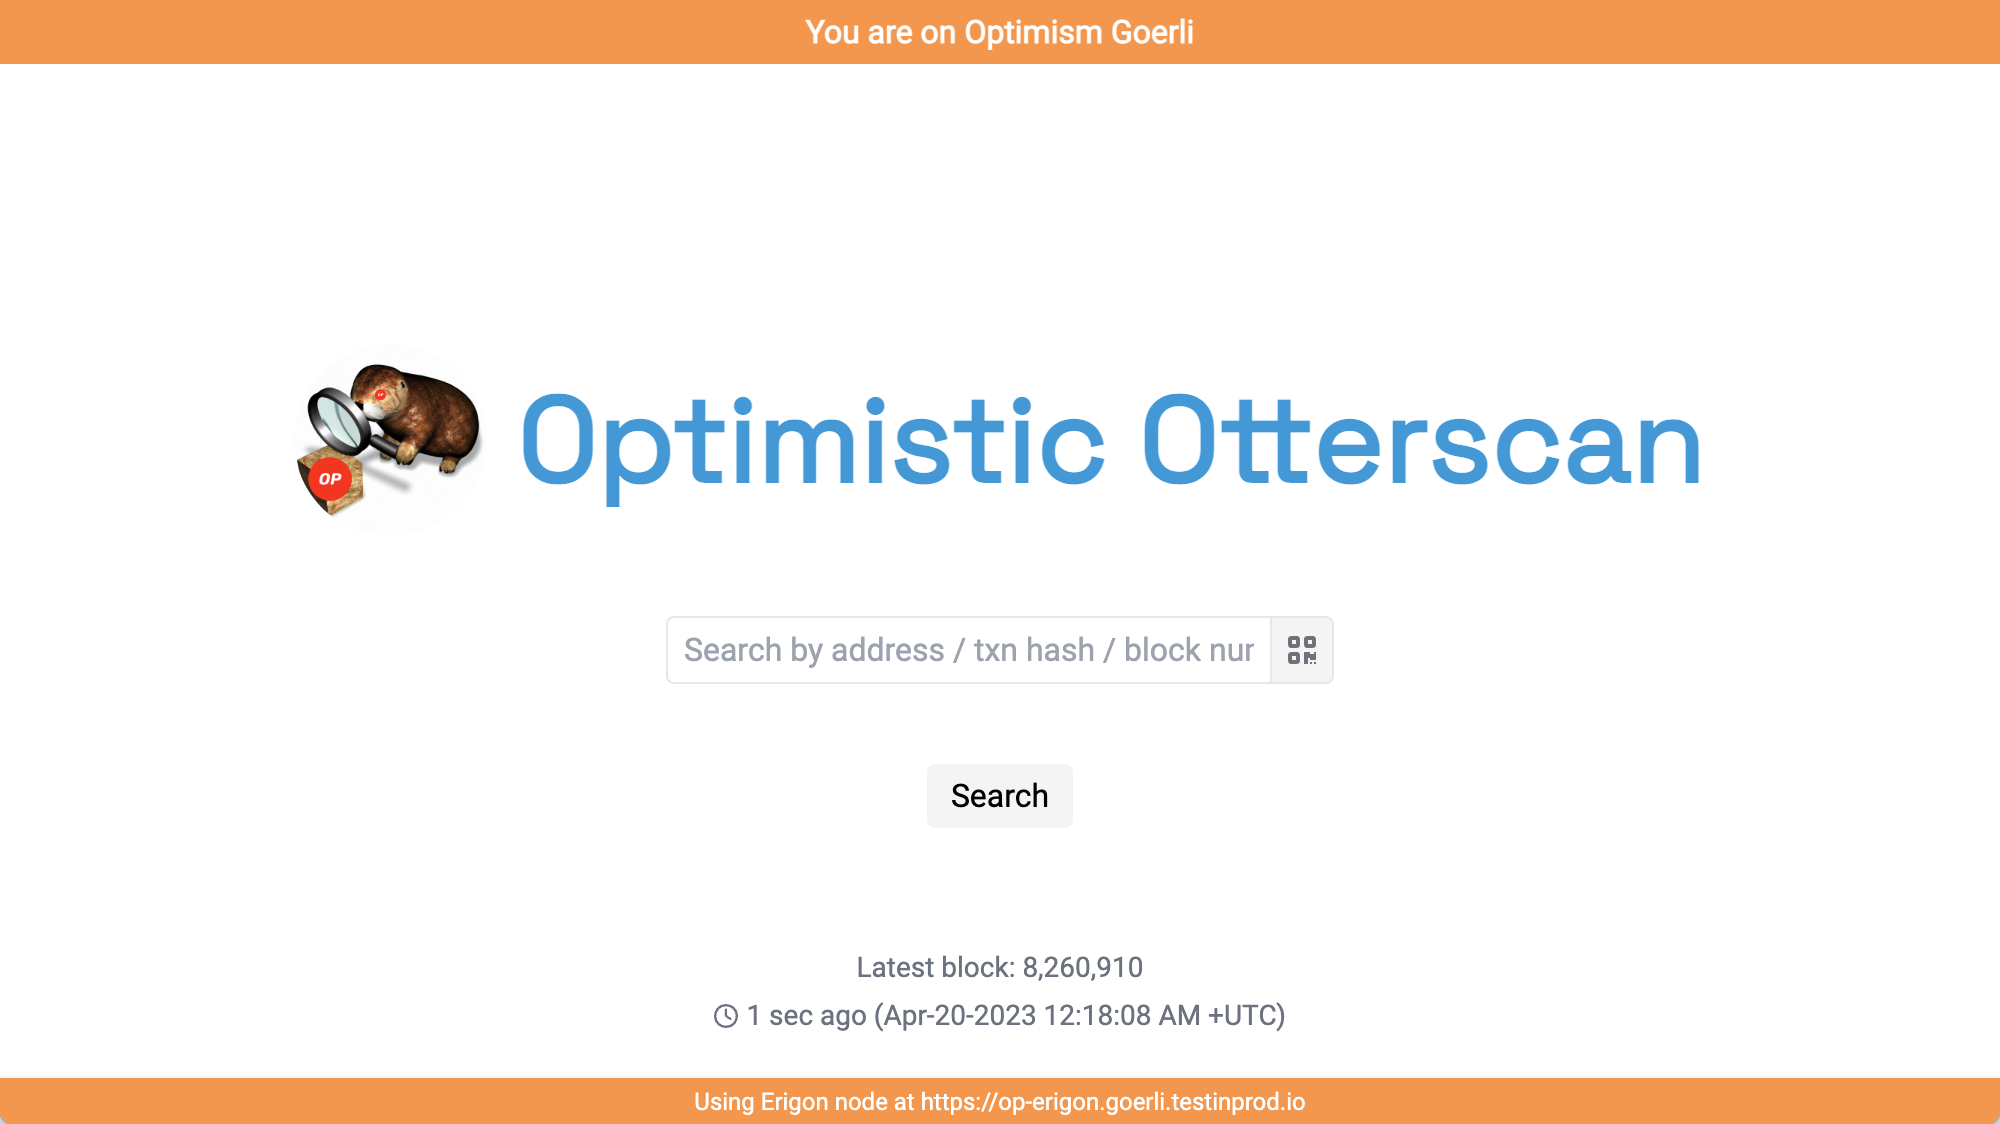 You are on Optimism Goerli
OP
Optimistic Otterscan
Search by address / txn hash / block nur
Search
Latest block: 8,260,910
1 sec ago (Apr-20-2023 12:18:08 AM +UTC)
Using Erigon node at https://op-erigon.goerli.testinprod.io